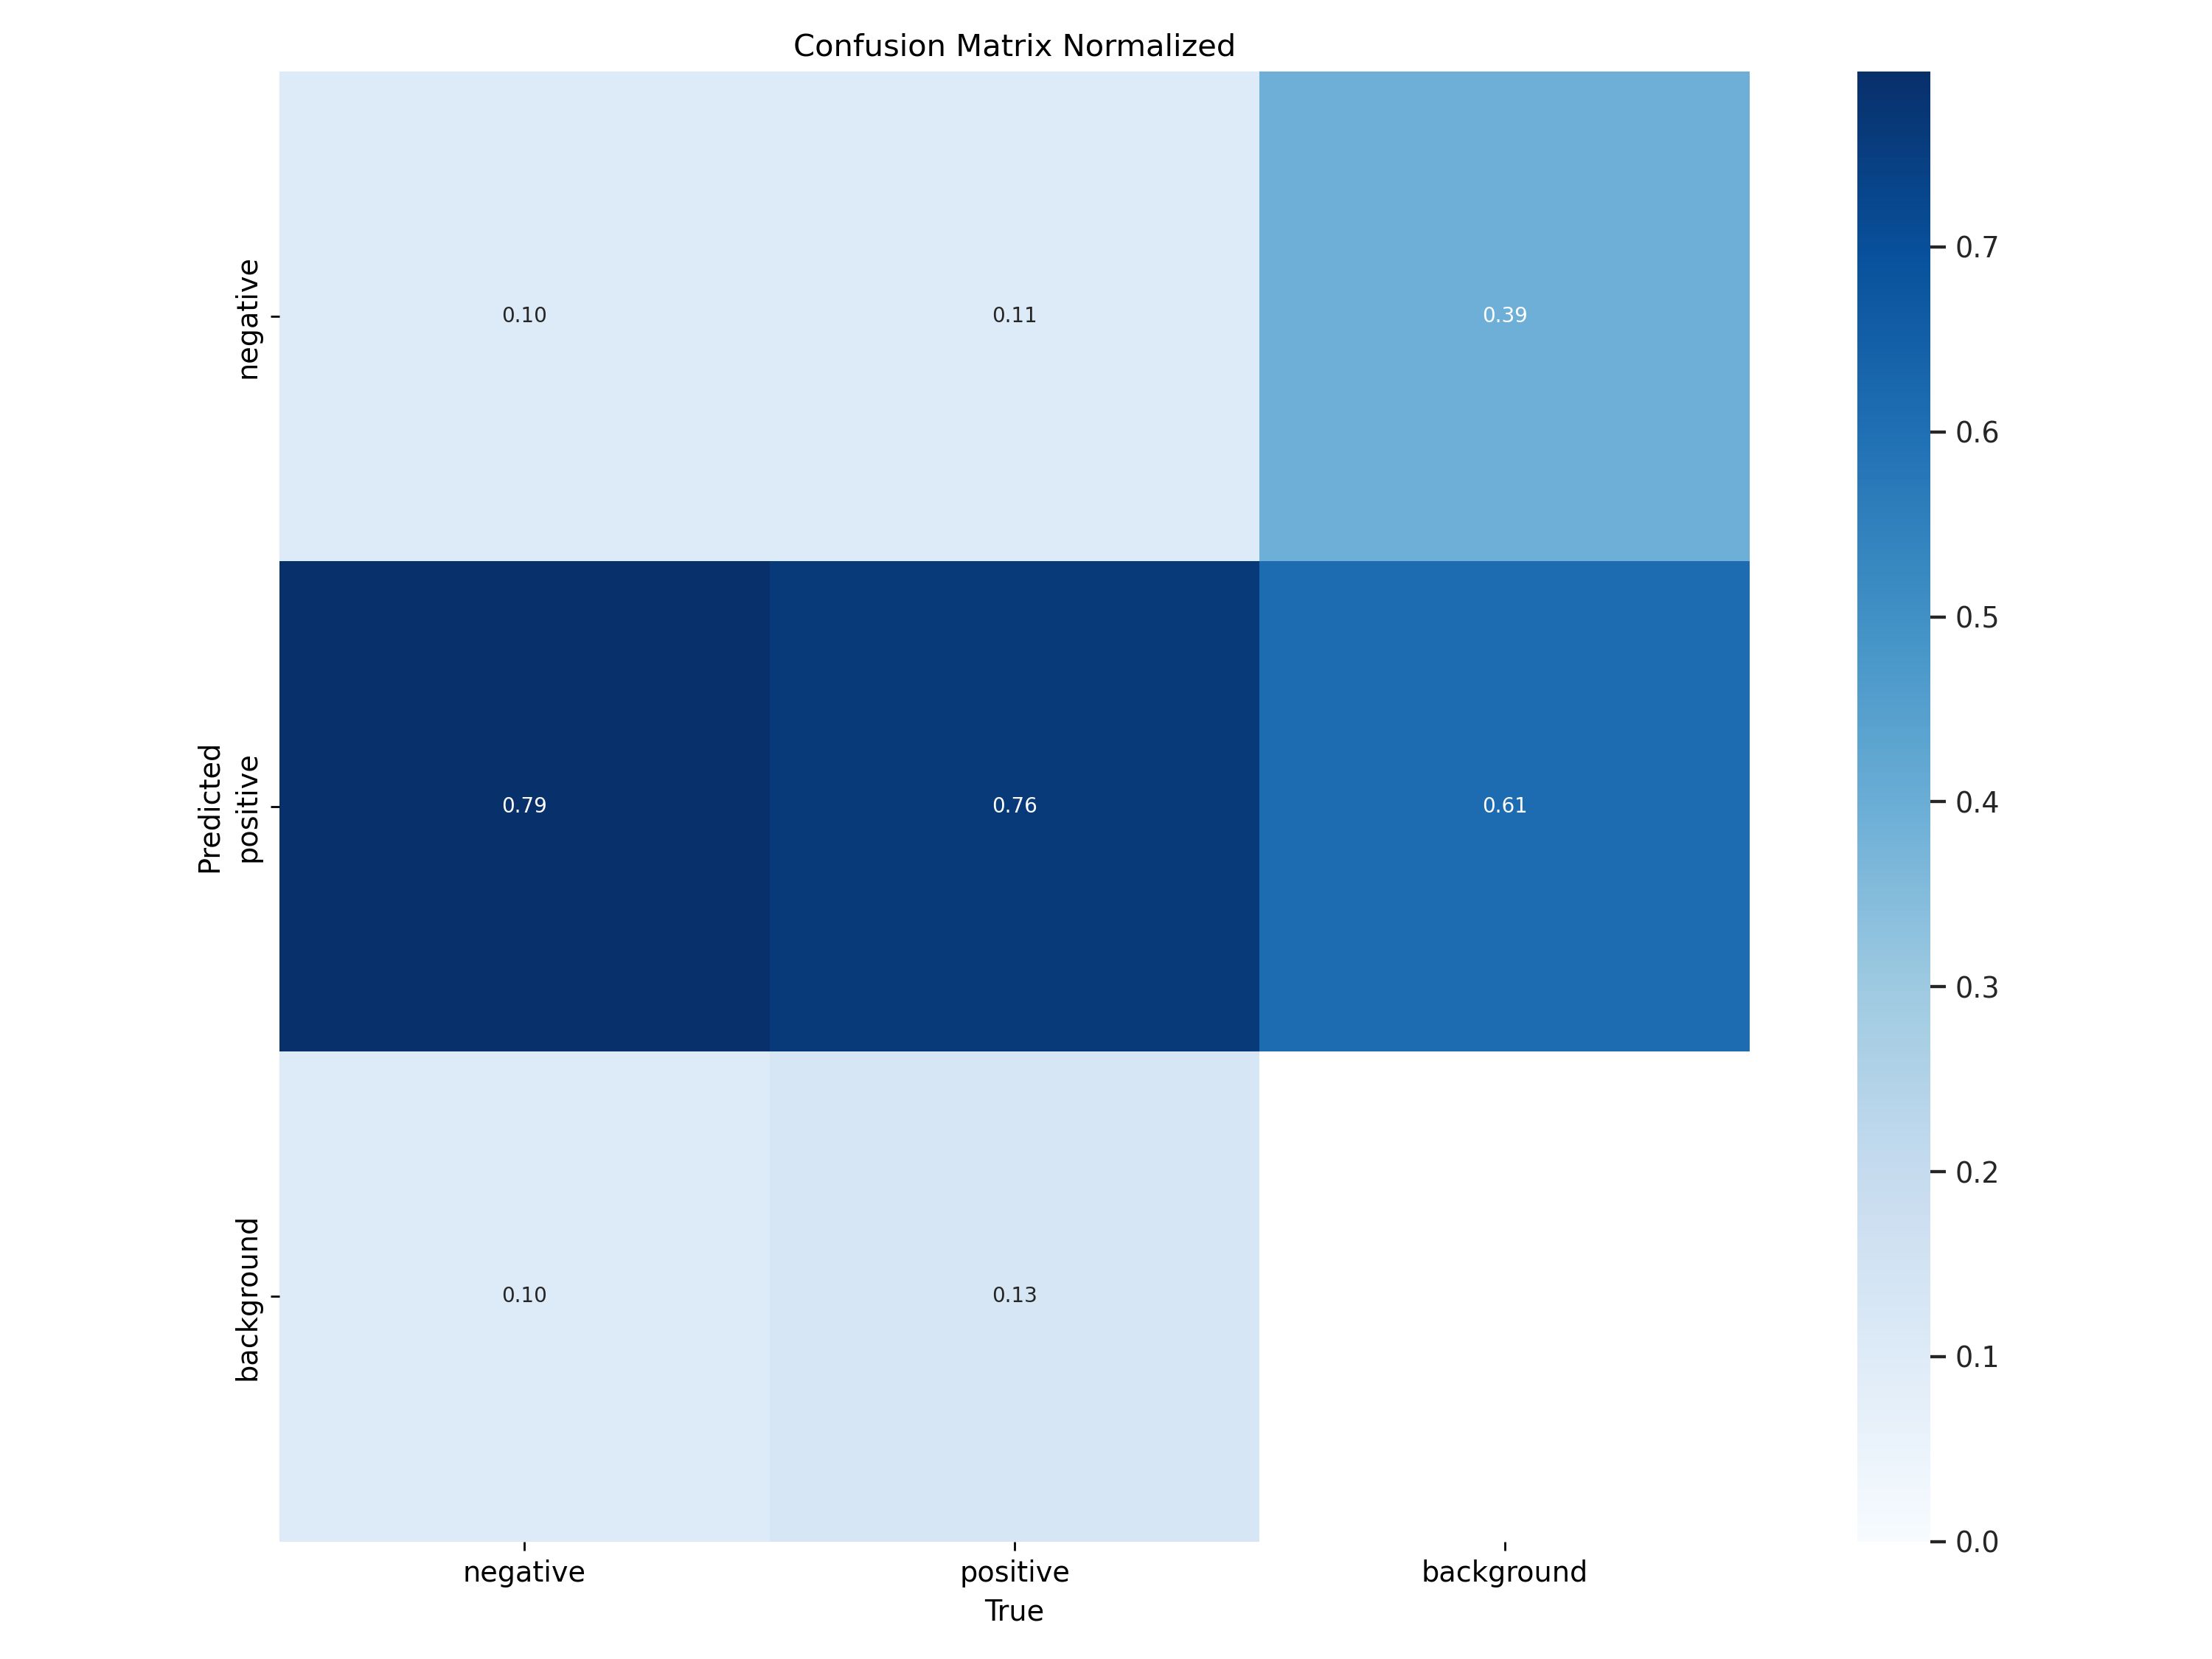 Confusion Matrix Normalized
negative
0.10
0.11
0.39
0.7
0.6
0.5
Predicted
positive
0.79
0.76
0.61
0.4
0.3
0.2
background
0.10
0.13
0.1
0.0
negative
positive
background
True